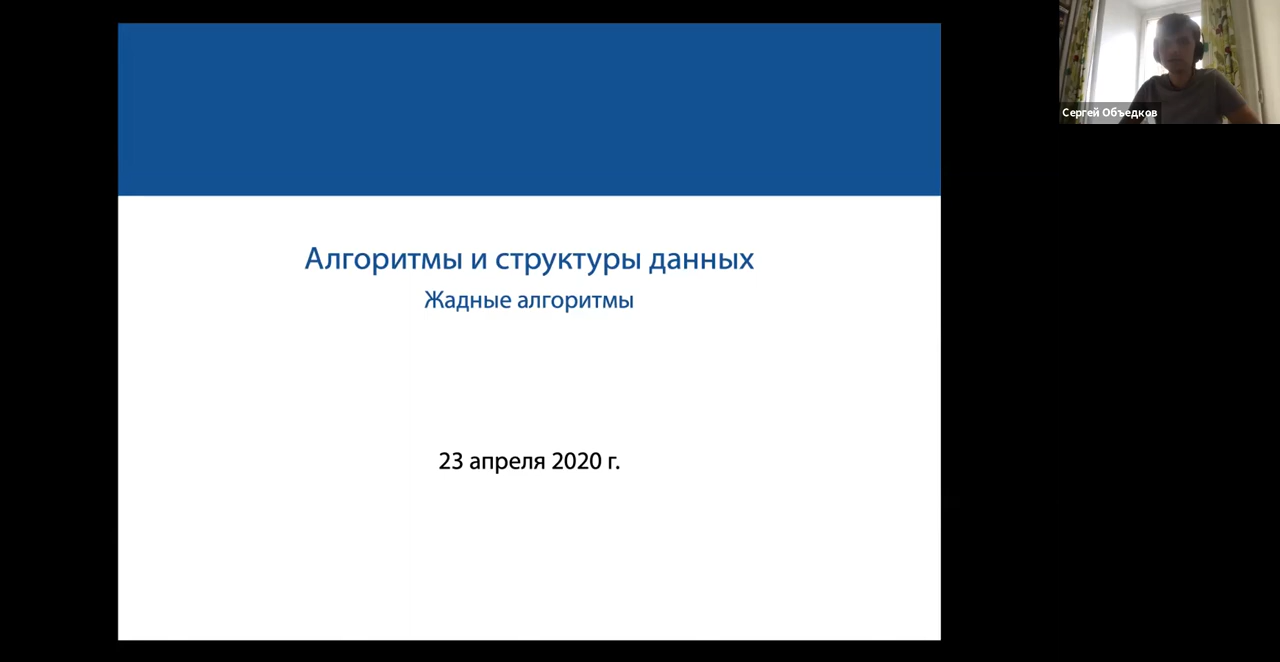 Алгоритмы и структуры данных
Жадные алгоритмы
23 апреля 2020 г.
Сергей Объедков